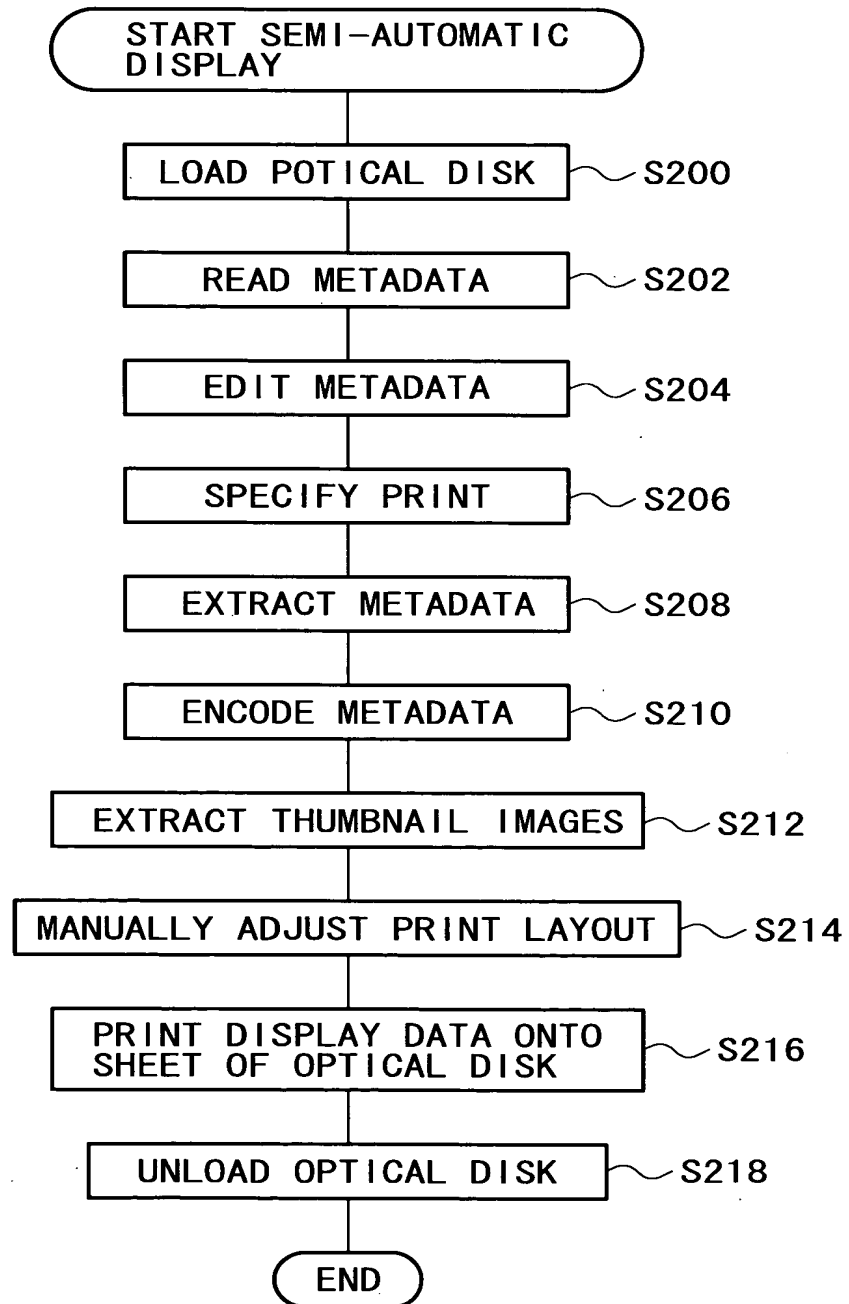 START SEMI-AUTOMATIC
DISPLAY
LOAD POTICAL DISK S200
READ METADATA S202
EDIT METADATA S204
SPECIFY PRINT S206
EXTRACT METADATA S208
ENCODE METADATA S210
EXTRACT THUMBNAIL IMAGES S212
MANUALLY ADJUST PRINT LAYOUT S214
PRINT DISPLAY DATA ONTO
SHEET OF OPTICAL DISK S216
UNLOAD OPTICAL DISK S218
END